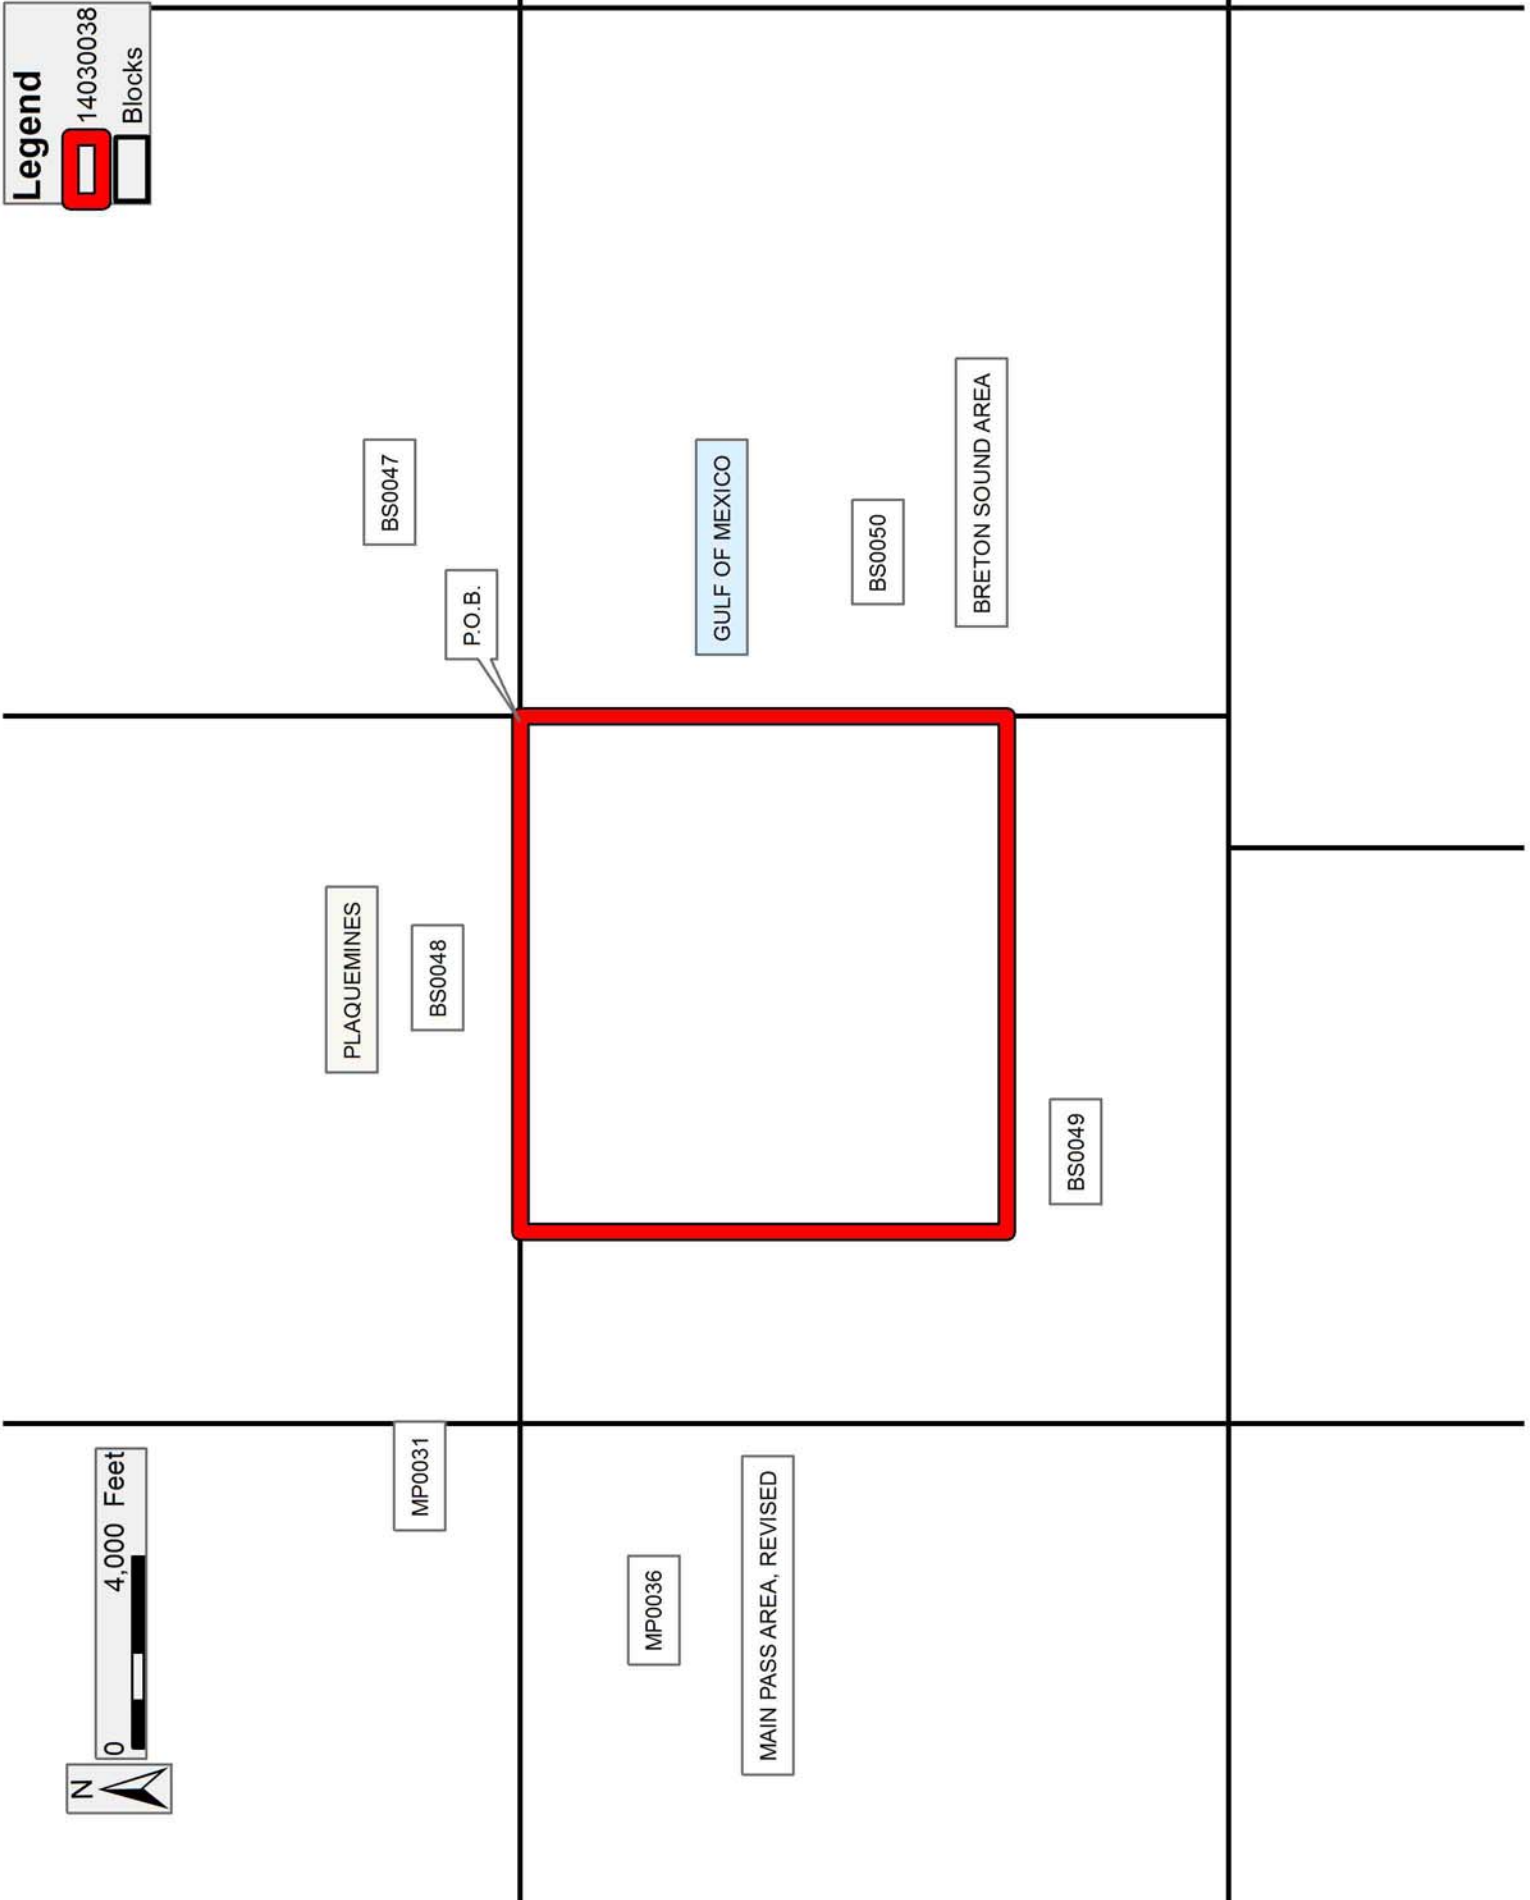 N
0 4,000 Feet
Legend
14030038
Blocks
PLAQUEMINES
BS0047
MP0031
BS0048
P.O.B.
MP0036
GULF OF MEXICO
MAIN PASS AREA, REVISED
BS0050
BRETON SOUND AREA
BS0049